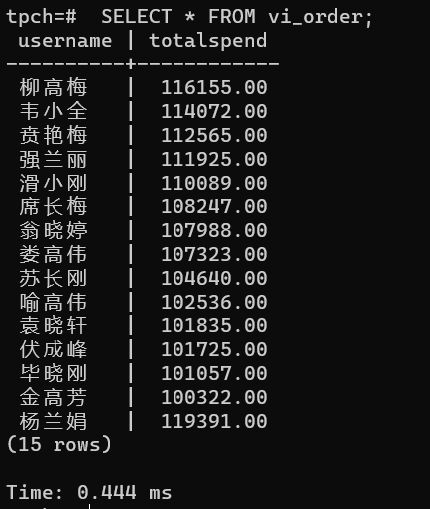 tpch=#  SELECT * FROM vi_order;
 username | totalspend
----------+------------
 柳高梅   |  116155.00
 韦小全   |  114072.00
 贲艳梅   |  112565.00
 强兰丽   |  111925.00
 滑小刚   |  110089.00
 席长梅   |  108247.00
 翁晓婷   |  107988.00
 娄高伟   |  107323.00
 苏长刚   |  104640.00
 喻高伟   |  102536.00
 袁晓轩   |  101835.00
 伏成峰   |  101725.00
 毕晓刚   |  101057.00
 金高芳   |  100322.00
 杨兰娟   |  119391.00
(15 rows)
Time: 0.444 ms